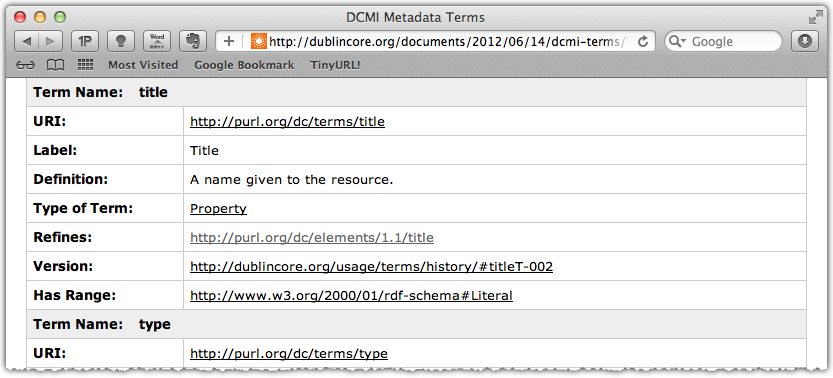 DCMI Metadata Terms
1P Word http://dublincore.org/documents/2012/06/14/dcmi-terms/ Google
Most Visited Google Bookmark TinyURL!
Term Name: title
URI: http://purl.org/dc/terms/title
Label: Title
Definition: A name given to the resource.
Type of Term: Property
Refines: http://purl.org/dc/elements/1.1/title
Version: http://dublincore.org/usage/terms/history/#titleT-002
Has Range: http://www.w3.org/2000/01/rdf-schema#Literal
Term Name: type
URI: http://purl.org/dc/terms/type